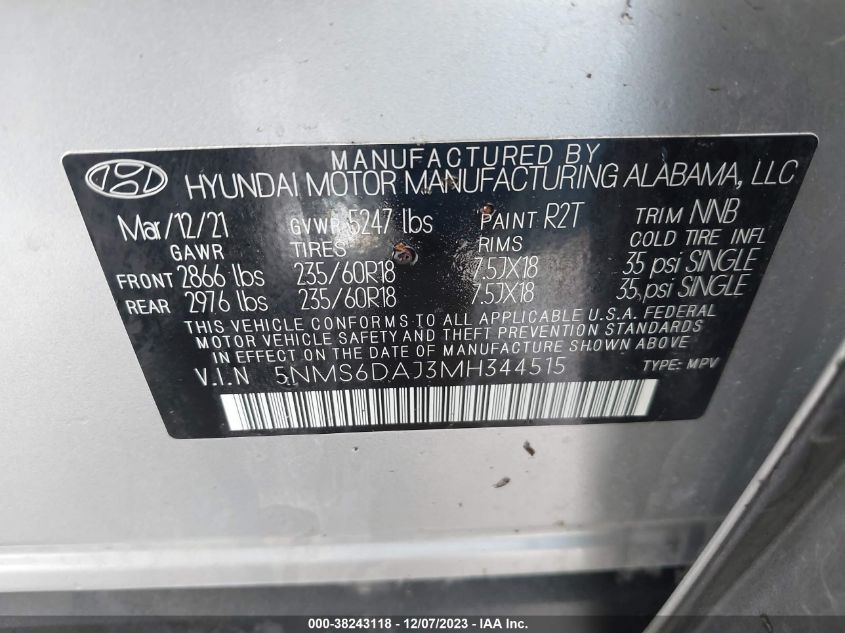 MANUFACTURED BY
HYUNDAI MOTOR MANUFACTURING ALABAMA, LLC
Mar/12/21 GVWR 5247 lbs PAINT R2T TRIM NNB
GAWR TIRES RIMS COLD TIRE INFL
FRONT 2866 lbs 235/60R18 7.5JX18 35 psi SINGLE
REAR 2976 lbs 235/60R18 7.5JX18 35 psi SINGLE
THIS VEHICLE CONFORMS TO ALL APPLICABLE U.S.A. FEDERAL
MOTOR VEHICLE SAFETY AND THEFT PREVENTION STANDARDS
IN EFFECT ON THE DATE OF MANUFACTURE SHOWN ABOVE.
V.I.N 5NMS6DAJ3MH344515 TYPE: MPV
000-38243118 - 12/07/2023 - IAAI.COM